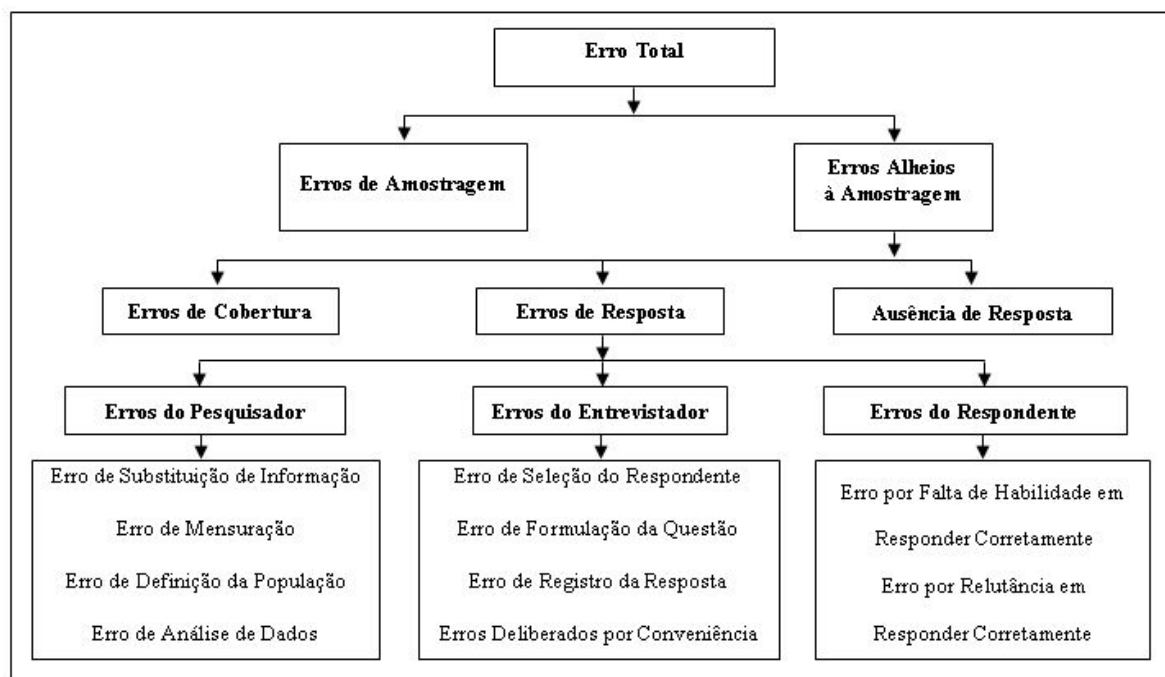 Erro Total
Erros de Amostragem
Erros Alheios
à Amostragem
Erros de Cobertura
Erros de Resposta
Ausência de Resposta
Erros do Pesquisador
Erros do Entrevistador
Erros do Respondente
Erro de Substituição de Informação
Erro de Mensuração
Erro de Definição da População
Erro de Análise de Dados
Erro de Seleção do Respondente
Erro de Formulação da Questão
Erro de Registro da Resposta
Erros Deliberados por Conveniência
Erro por Falta de Habilidade em
Responder Corretamente
Erro por Relutância em
Responder Corretamente